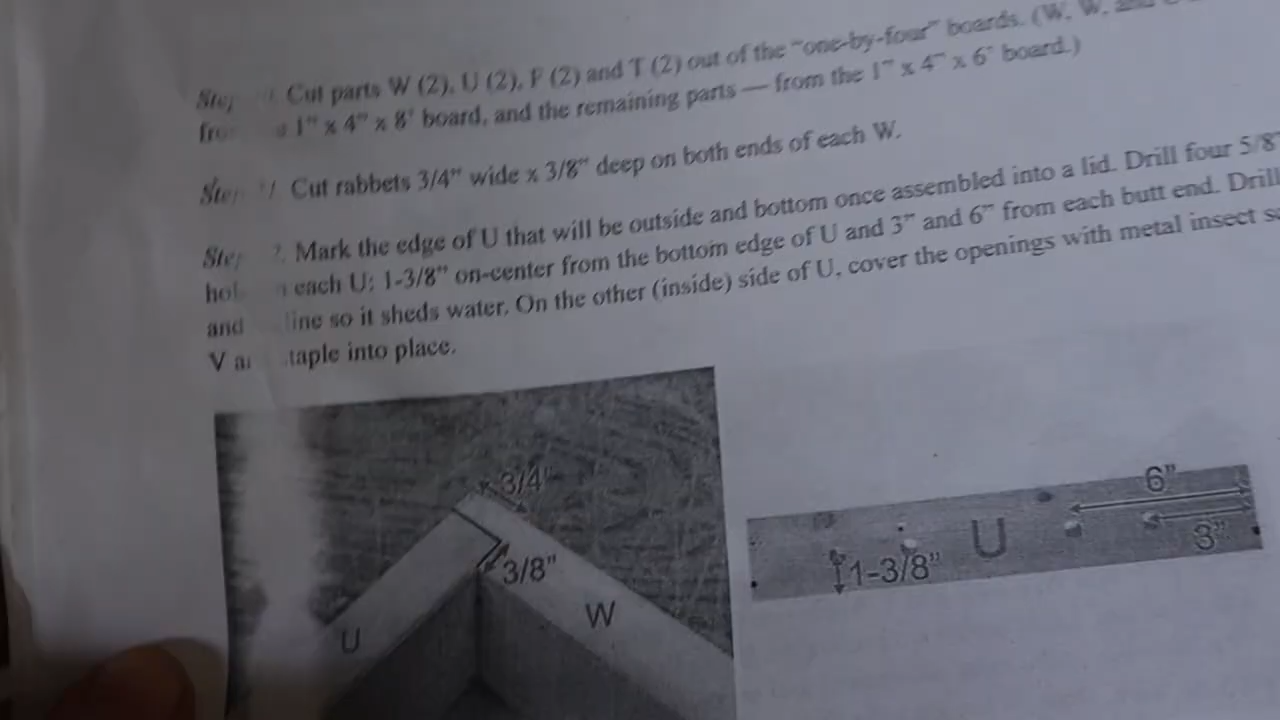 Cut parts W (2), U (2), F (2) and T (2) out of the "one-by-four" boards. (W, W,
1" x 4" x 8' board, and the remaining parts — from the 1" x 4" x 6' board.)
Cut rabbets 3/4" wide x 3/8" deep on both ends of each W.
Mark the edge of U that will be outside and bottom once assembled into a lid. Drill four 5/8"
each U: 1-3/8" on-center from the bottom edge of U and 3" and 6" from each butt end. Drill
and line so it sheds water. On the other (inside) side of U, cover the openings with metal insect
V taple into place.
3/4"
3/8"
U
W
6"
3"
U
1-3/8"